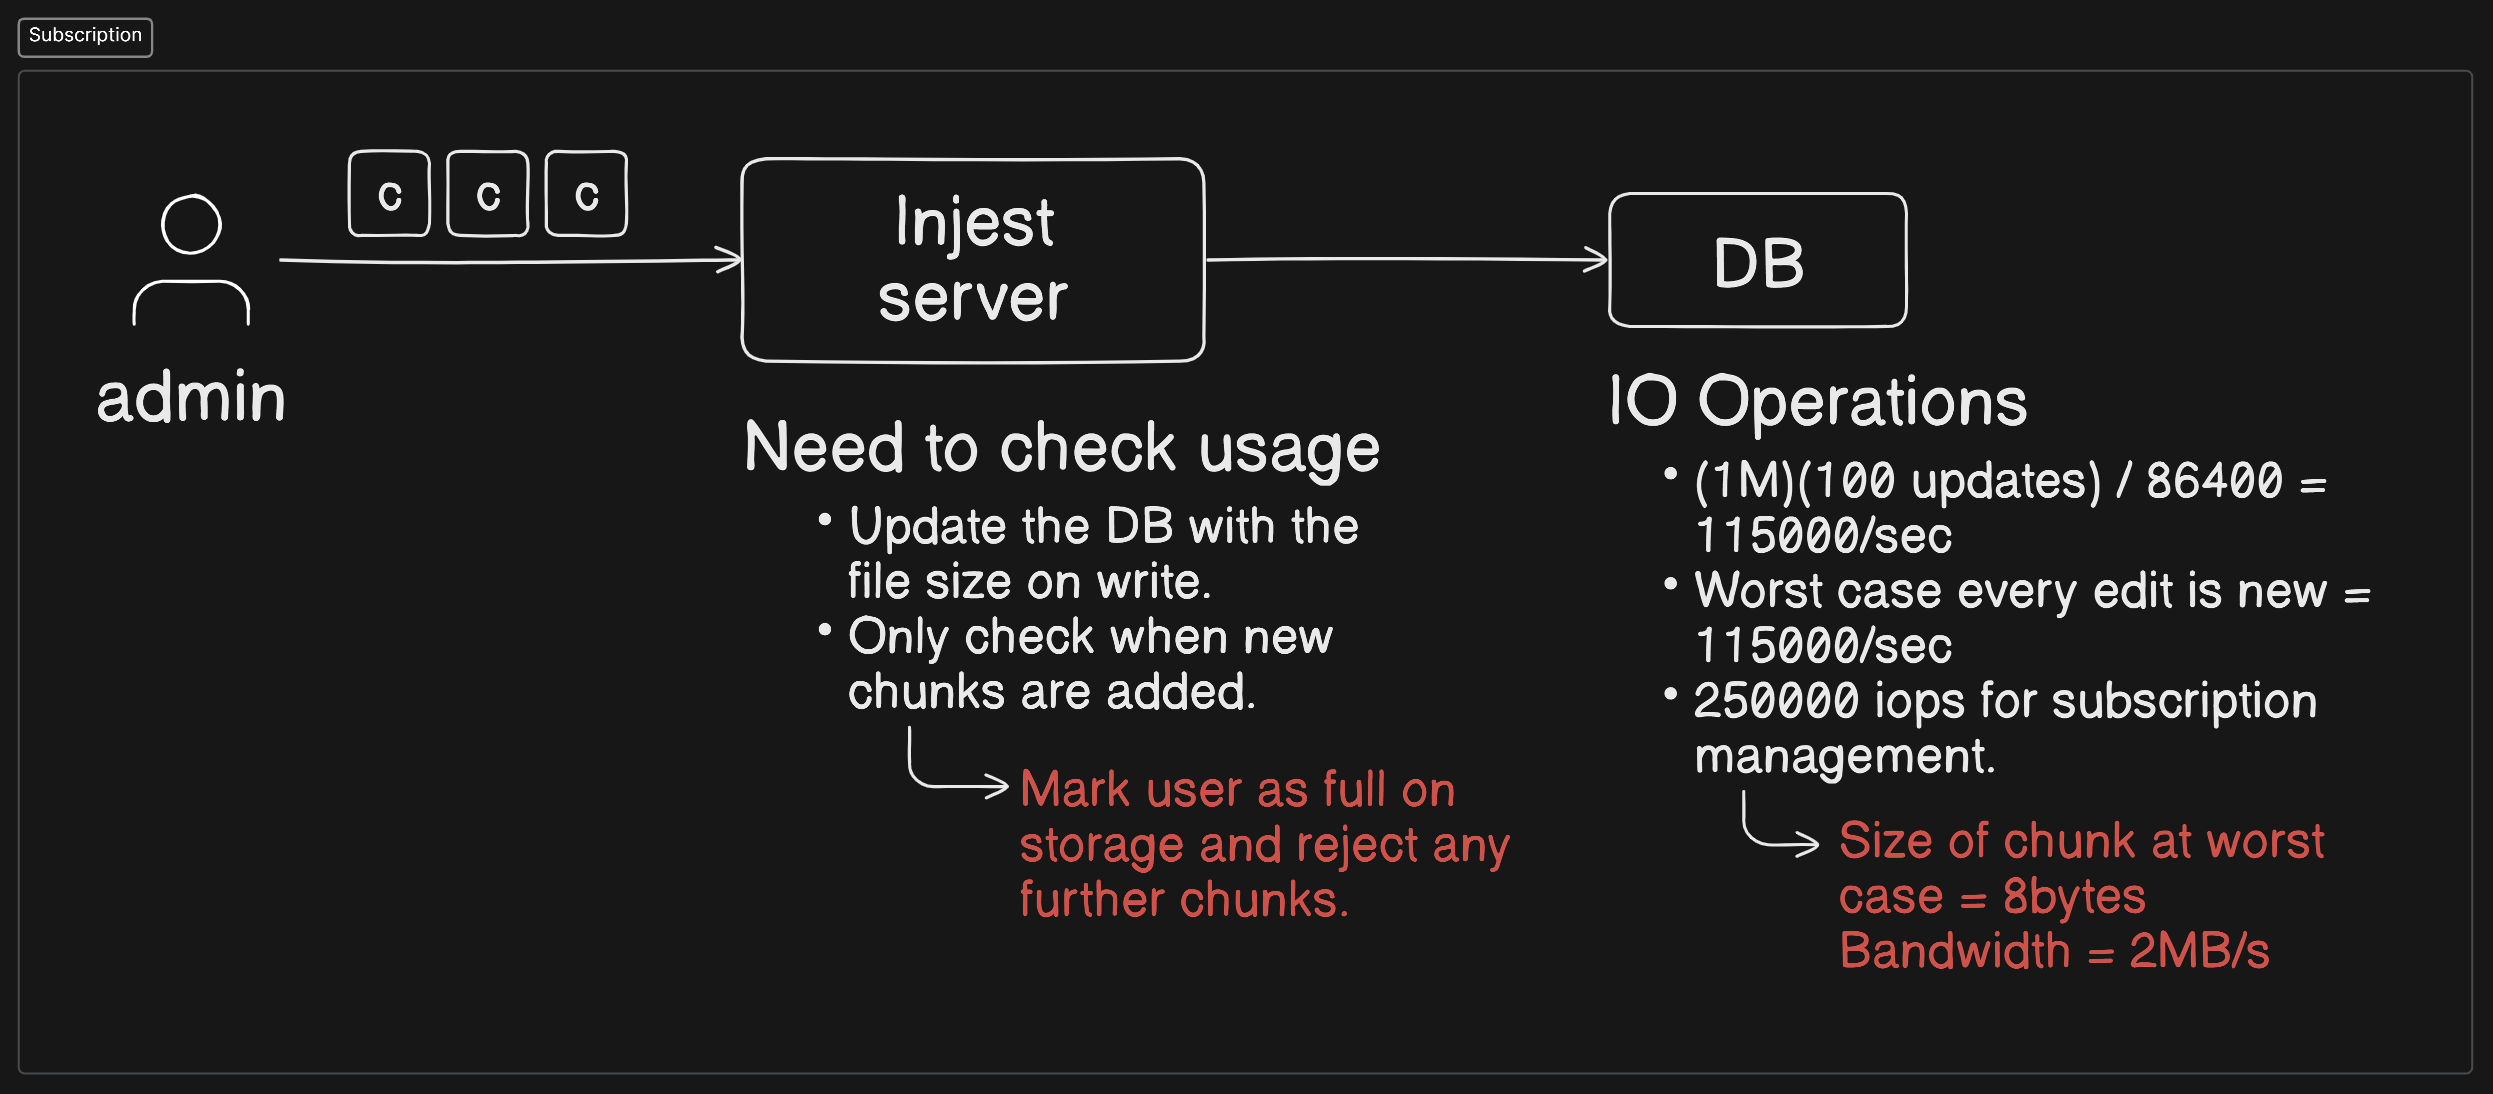 Subscription
c c c
Injest
server
DB
admin
Need to check usage
• Update the DB with the
file size on write.
• Only check when new
chunks are added.
Mark user as full on
storage and reject any
further chunks.
IO Operations
• (1M)(100 updates) / 86400 =
115000/sec
• Worst case every edit is new =
115000/sec
• 250000 iops for subscription
management.
Size of chunk at worst
case = 8bytes
Bandwidth = 2MB/s